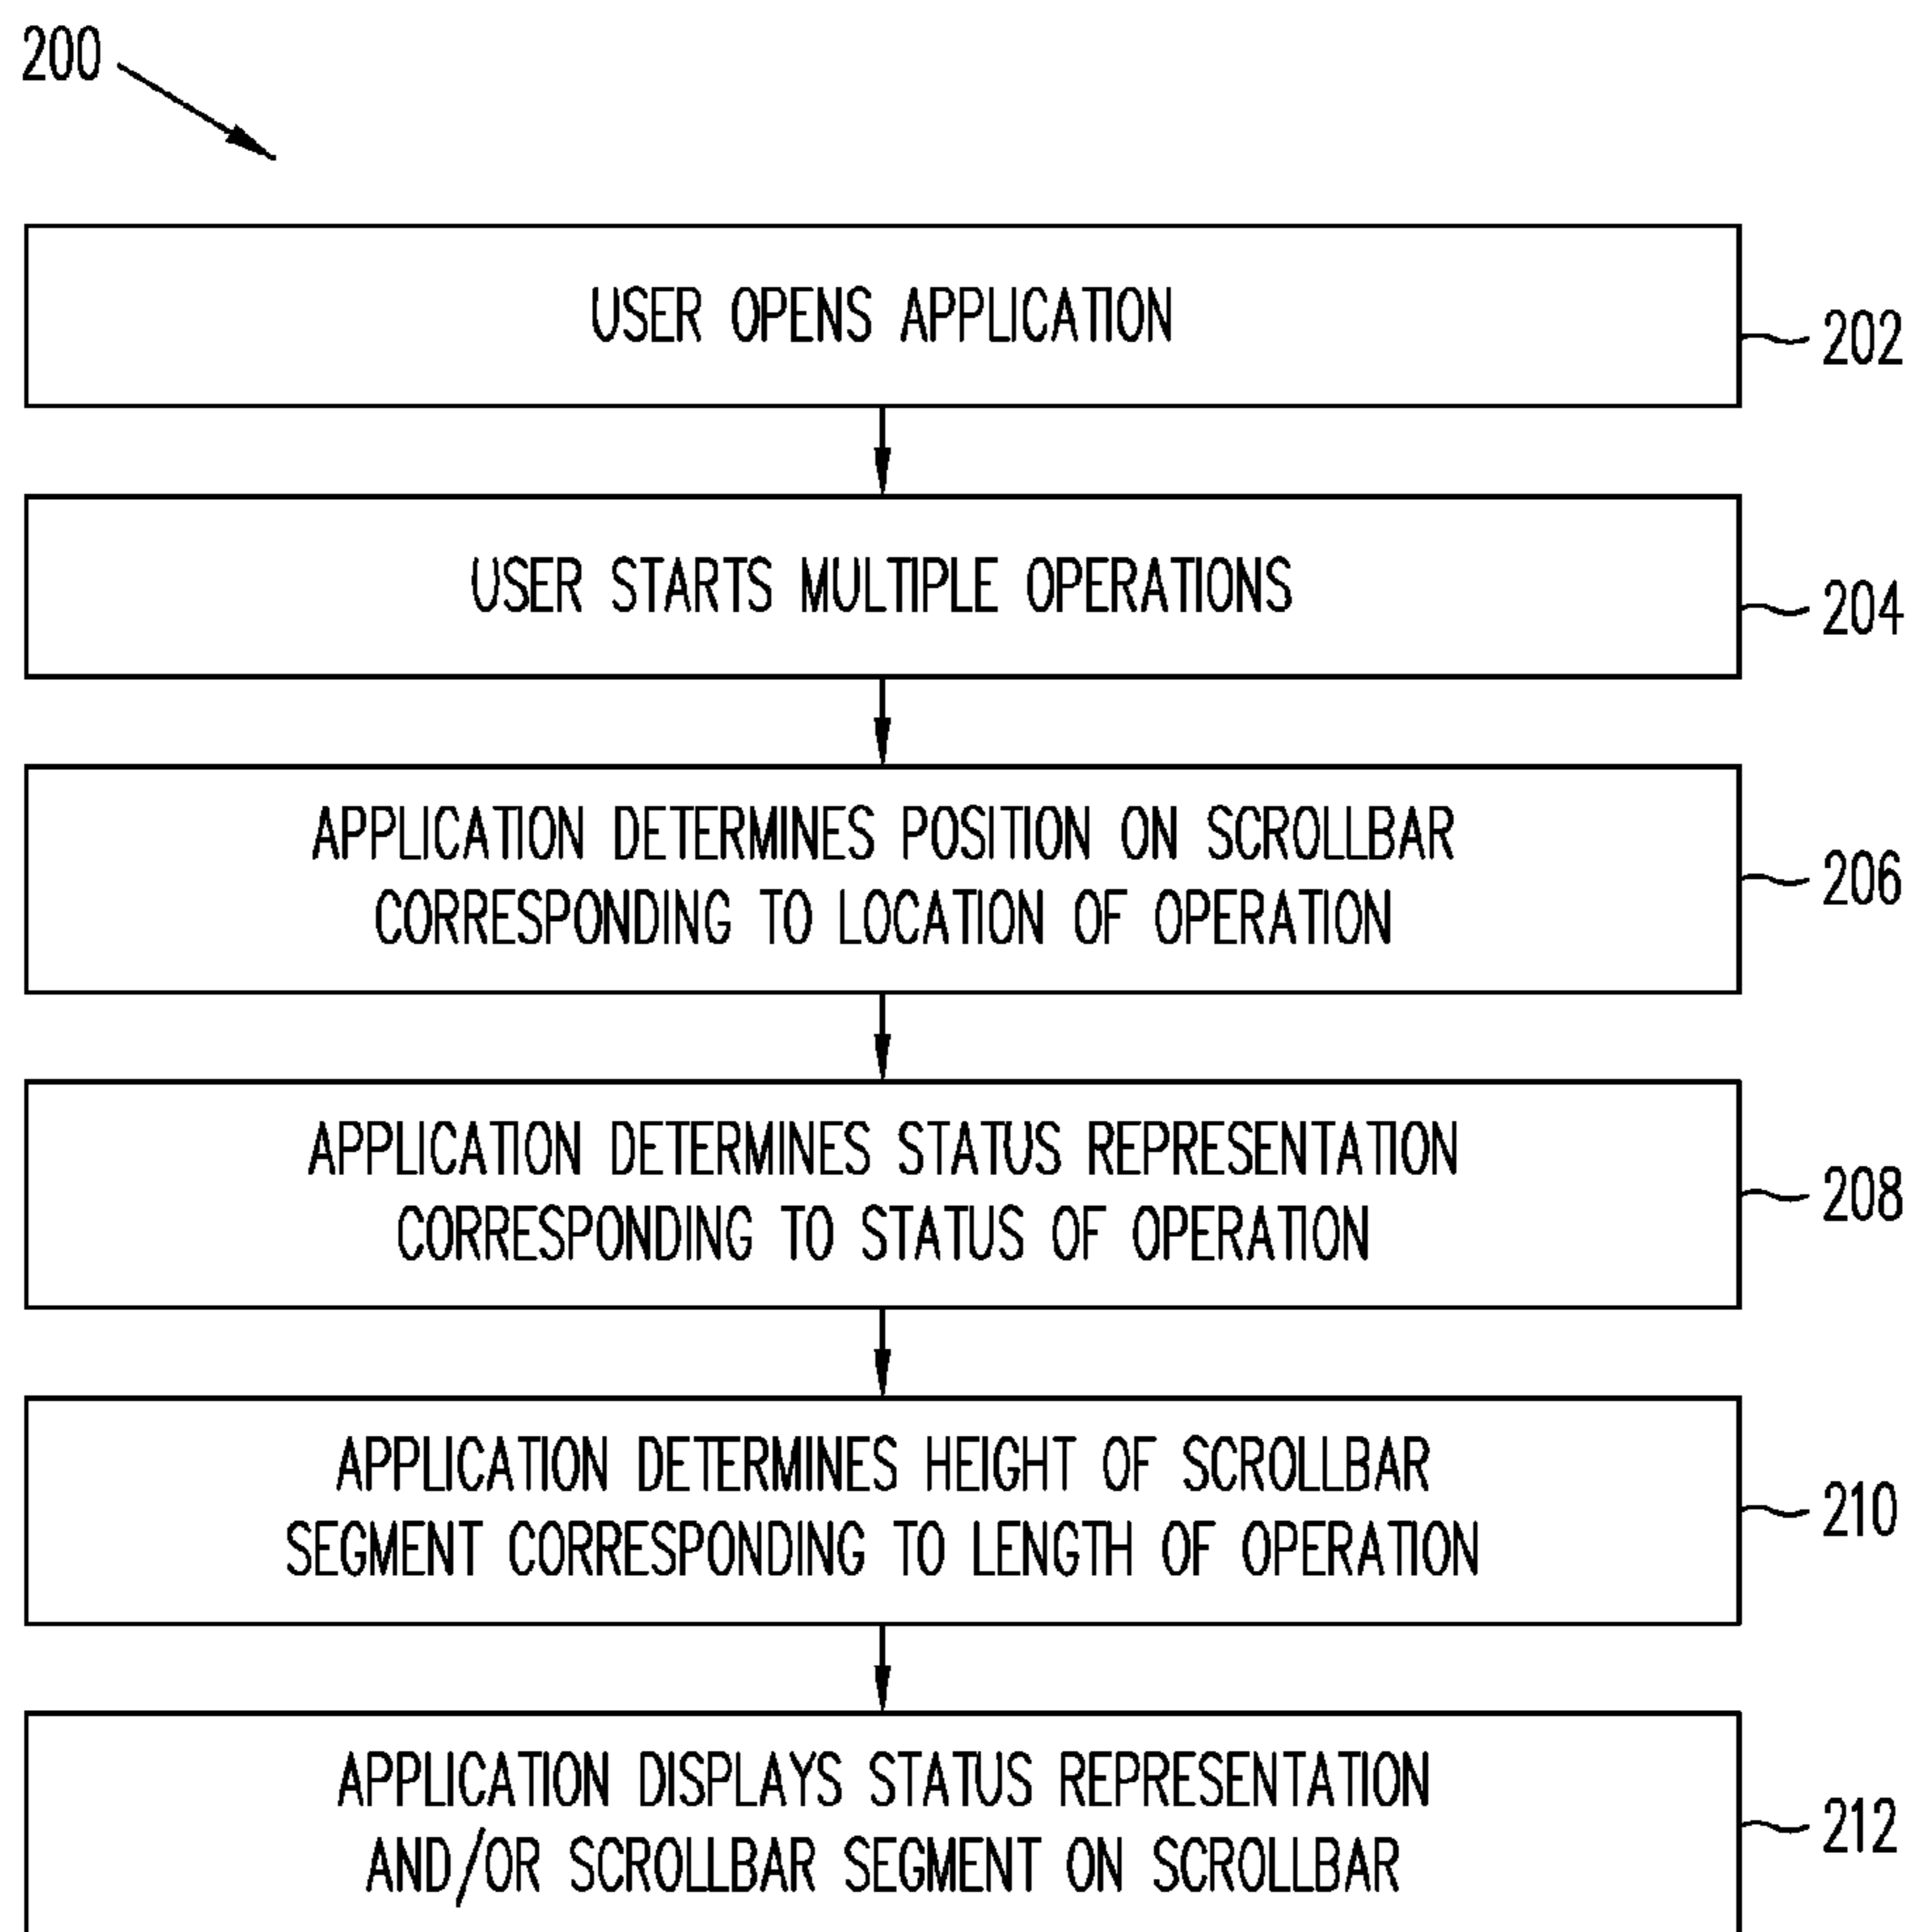 200
USER OPENS APPLICATION
202
USER STARTS MULTIPLE OPERATIONS
204
APPLICATION DETERMINES POSITION ON SCROLLBAR
CORRESPONDING TO LOCATION OF OPERATION
206
APPLICATION DETERMINES STATUS REPRESENTATION
CORRESPONDING TO STATUS OF OPERATION
208
APPLICATION DETERMINES HEIGHT OF SCROLLBAR
SEGMENT CORRESPONDING TO LENGTH OF OPERATION
210
APPLICATION DISPLAYS STATUS REPRESENTATION
AND/OR SCROLLBAR SEGMENT ON SCROLLBAR
212